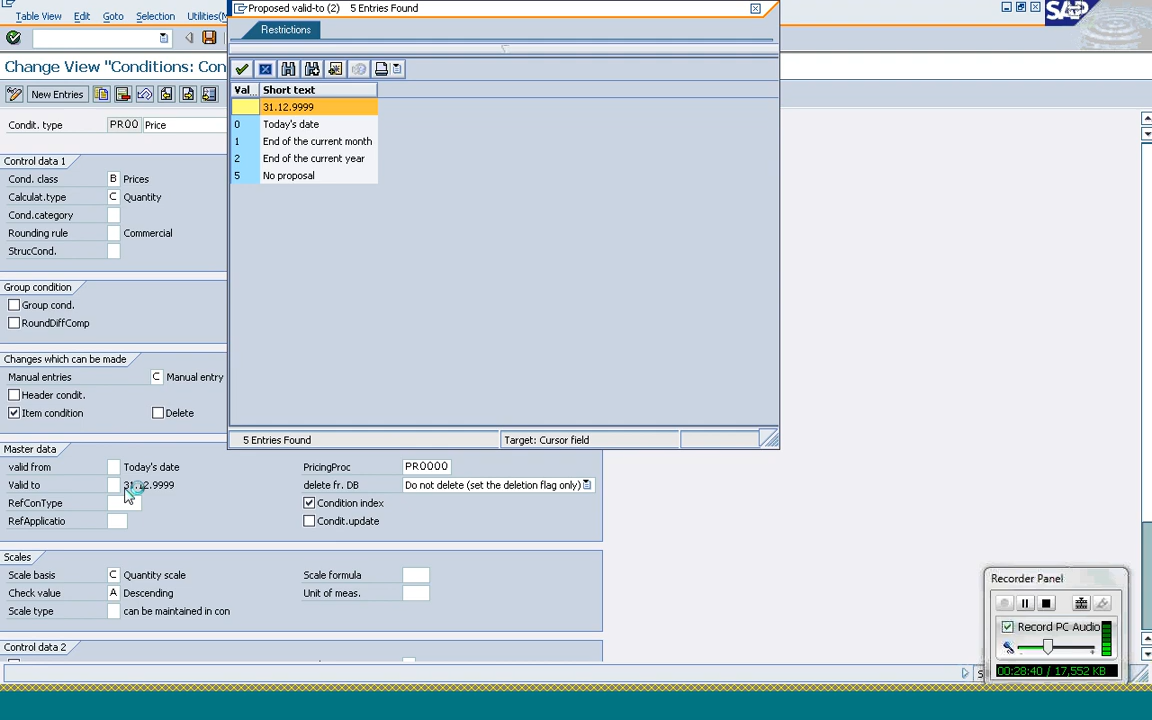 Table View Edit Goto Selection Utilities(
Proposed valid-to (2) 5 Entries Found
SAP
Restrictions
Change View "Conditions: Con
New Entries
Val.. Short text
31.12.9999
0 Today's date
1 End of the current month
2 End of the current year
5 No proposal
Condit. type PR00 Price
Control data 1
Cond. class B Prices
Calculat.type C Quantity
Cond.category
Rounding rule Commercial
StrucCond.
Group condition
Group cond.
RoundDiffComp
Changes which can be made
Manual entries C Manual entry
Header condit.
Item condition Delete
5 Entries Found Target: Cursor field
Master data
valid from Today's date PricingProc PR0000
Valid to .9999 delete fr. DB Do not delete (set the deletion flag only)
RefConType Condition index
RefApplicatio Condit.update
Scales
Scale basis C Quantity scale Scale formula
Check value A Descending Unit of meas.
Scale type can be maintained in con
Control data 2
Recorder Panel
Record PC Audio
00:28:40 / 17,552 KB